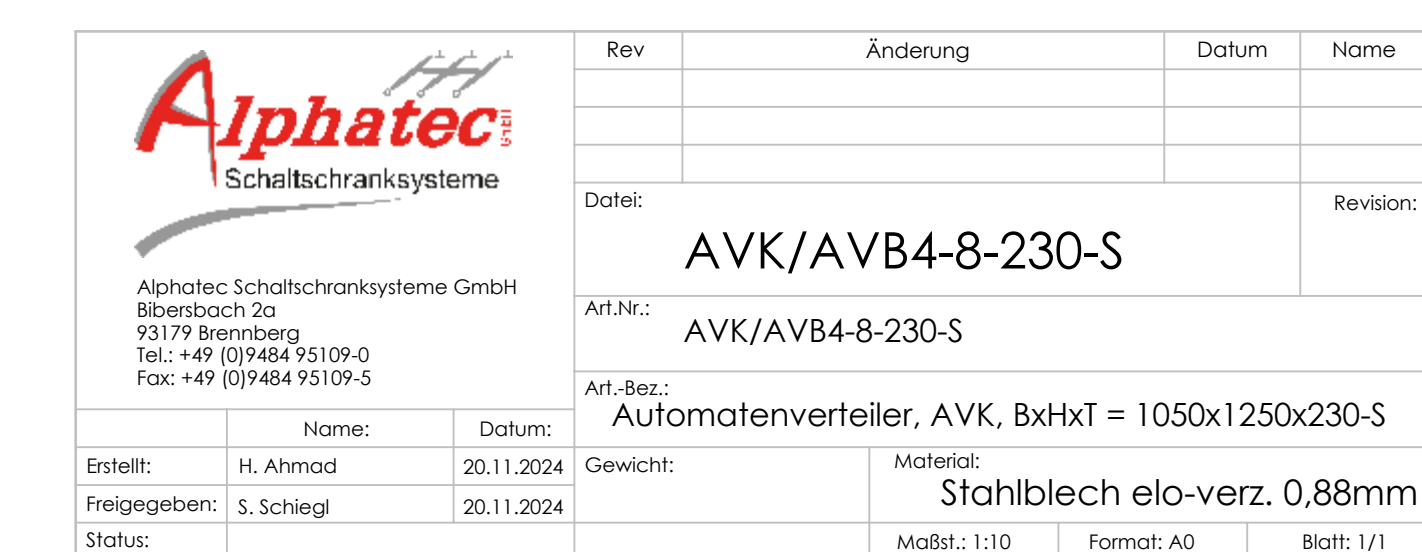 Alphatec GmbH
Schaltschranksysteme
Alphatec Schaltschranksysteme GmbH
Bibersbach 2a
93179 Brennberg
Tel.: +49 (0)9484 95109-0
Fax: +49 (0)9484 95109-5
Rev Änderung Datum Name
Datei: Revision:
AVK/AVB4-8-230-S
Art.Nr.:
AVK/AVB4-8-230-S
Art.-Bez.:
Automatenverteiler, AVK, BxHxT = 1050x1250x230-S
Name: Datum:
Erstellt: H. Ahmad 20.11.2024
Freigegeben: S. Schiegl 20.11.2024
Status:
Gewicht:
Material:
Stahlblech elo-verz. 0,88mm
Maßst.: 1:10 Format: A0 Blatt: 1/1